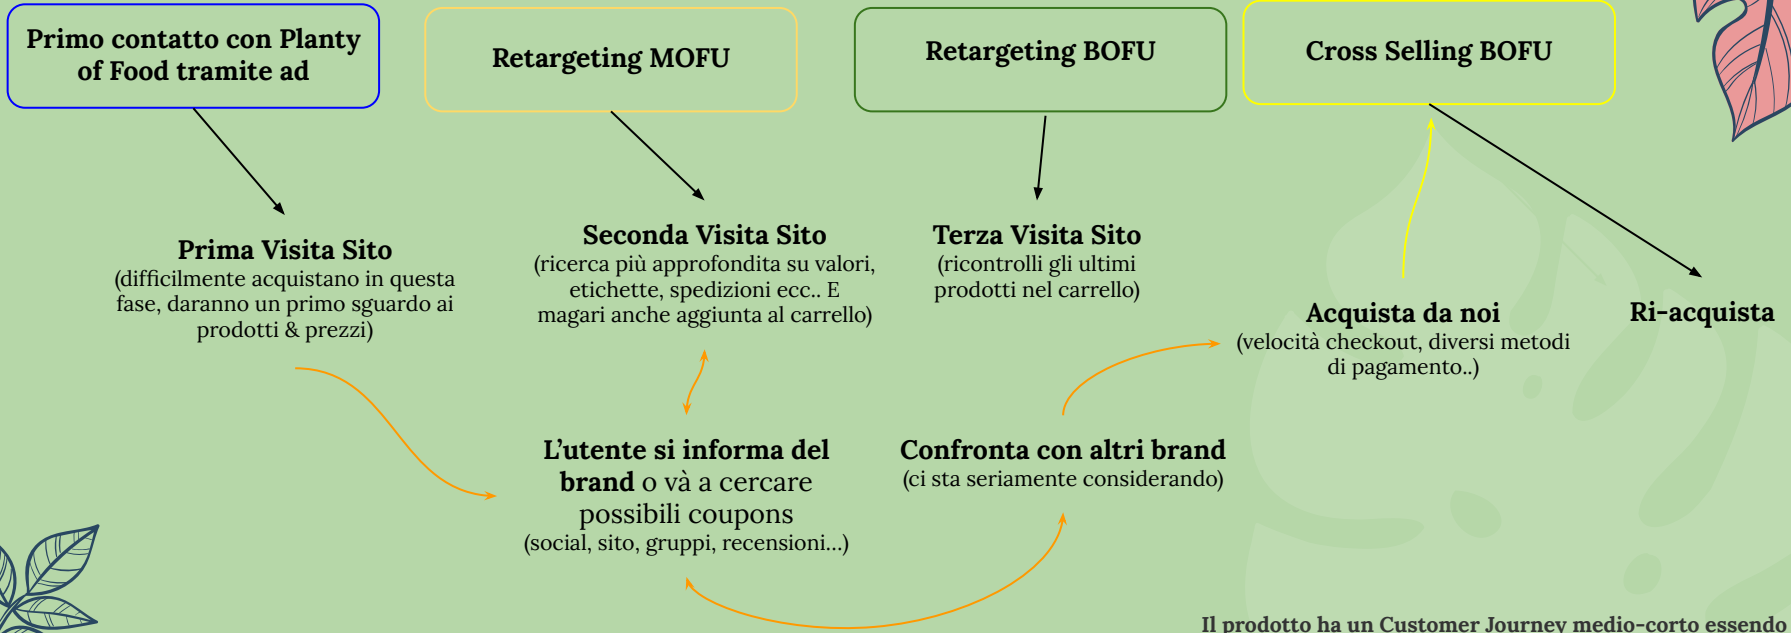 Primo contatto con Planty
of Food tramite ad
Retargeting MOFU
Retargeting BOFU
Cross Selling BOFU
Prima Visita Sito
(difficilmente acquistano in questa
fase, daranno un primo sguardo ai
prodotti & prezzi)
Seconda Visita Sito
(ricerca più approfondita su valori,
etichette, spedizioni ecc.. E
magari anche aggiunta al carrello)
Terza Visita Sito
(ricontrolli gli ultimi
prodotti nel carrello)
Acquista da noi
(velocità checkout, diversi metodi
di pagamento..)
Ri-acquista
L’utente si informa del
brand o và a cercare
possibili coupons
(social, sito, gruppi, recensioni…)
Confronta con altri brand
(ci sta seriamente considerando)
Il prodotto ha un Customer Journey medio-corto essendo